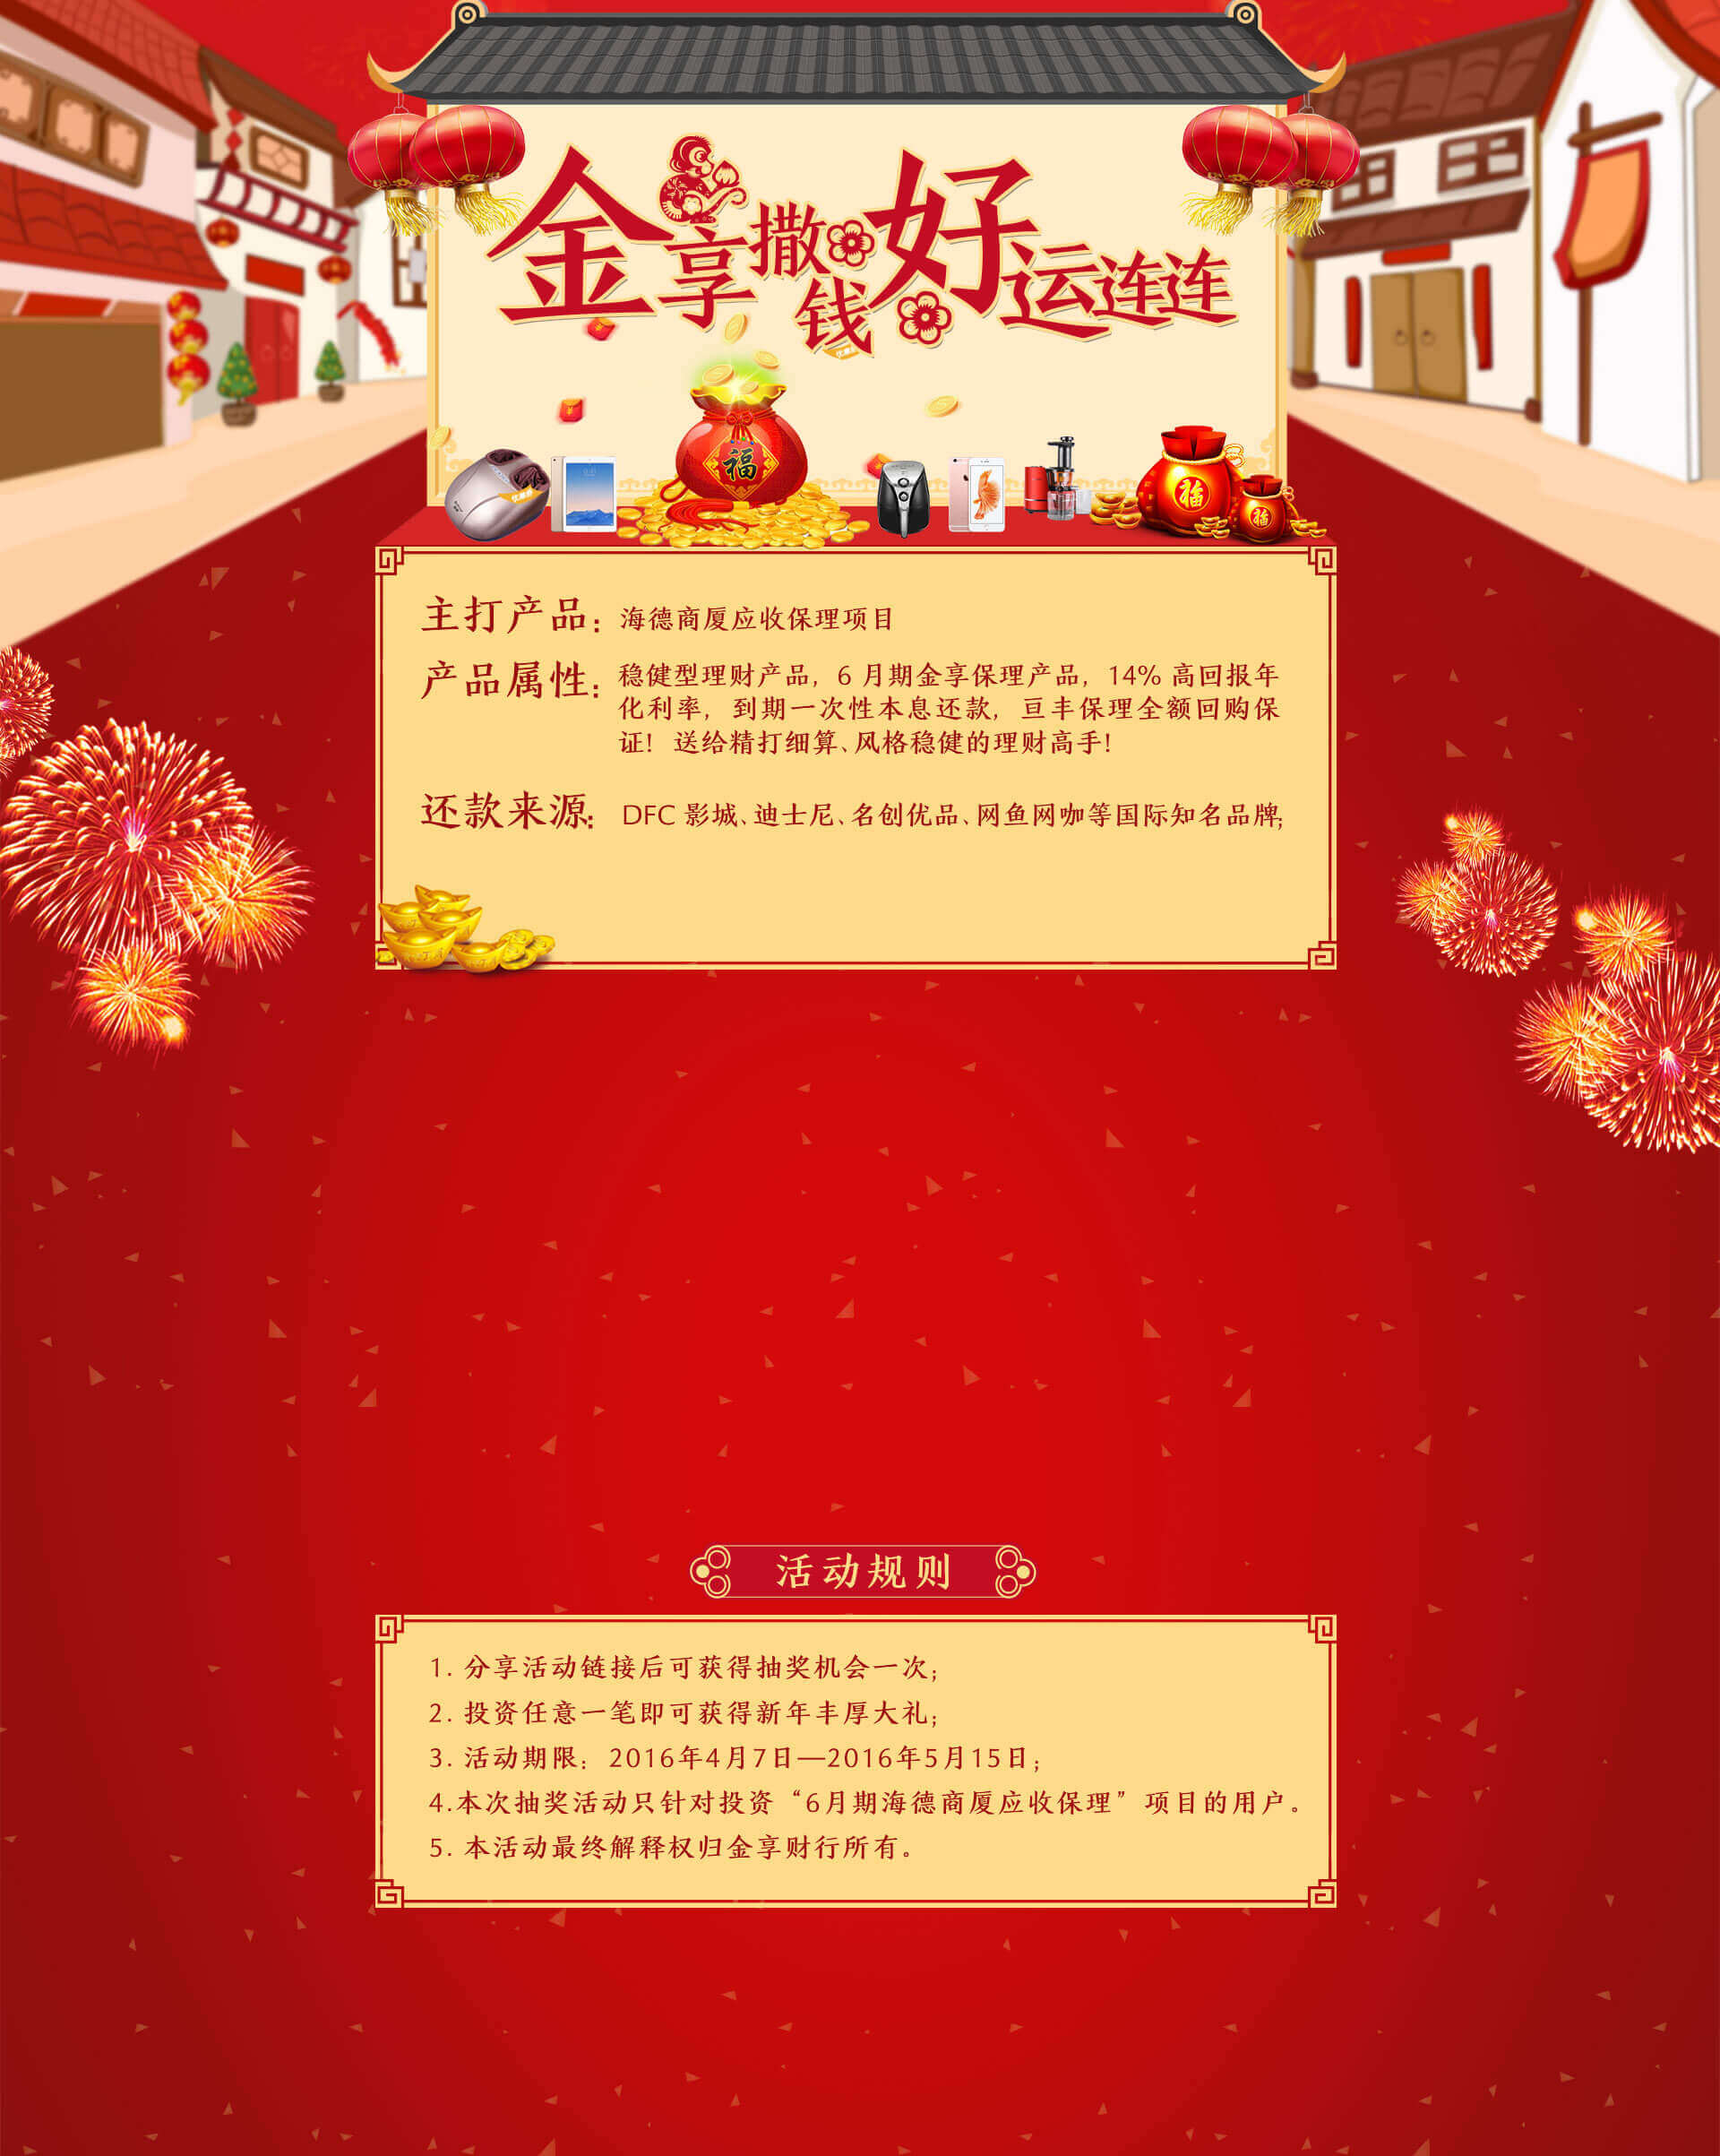 金享撒钱好运连连
福
福
福
主打产品：海德商厦应收保理项目
产品属性：稳健型理财产品，6 月期金享保理产品，14% 高回报年
化利率，到期一次性本息还款，亘丰保理全额回购保
证！送给精打细算、风格稳健的理财高手！
还款来源：DFC 影城、迪士尼、名创优品、网鱼网咖等国际知名品牌；
活动规则
1. 分享活动链接后可获得抽奖机会一次；
2. 投资任意一笔即可获得新年丰厚大礼；
3. 活动期限：2016年4月7日—2016年5月15日；
4.本次抽奖活动只针对投资“6月期海德商厦应收保理”项目的用户。
5. 本活动最终解释权归金享财行所有。